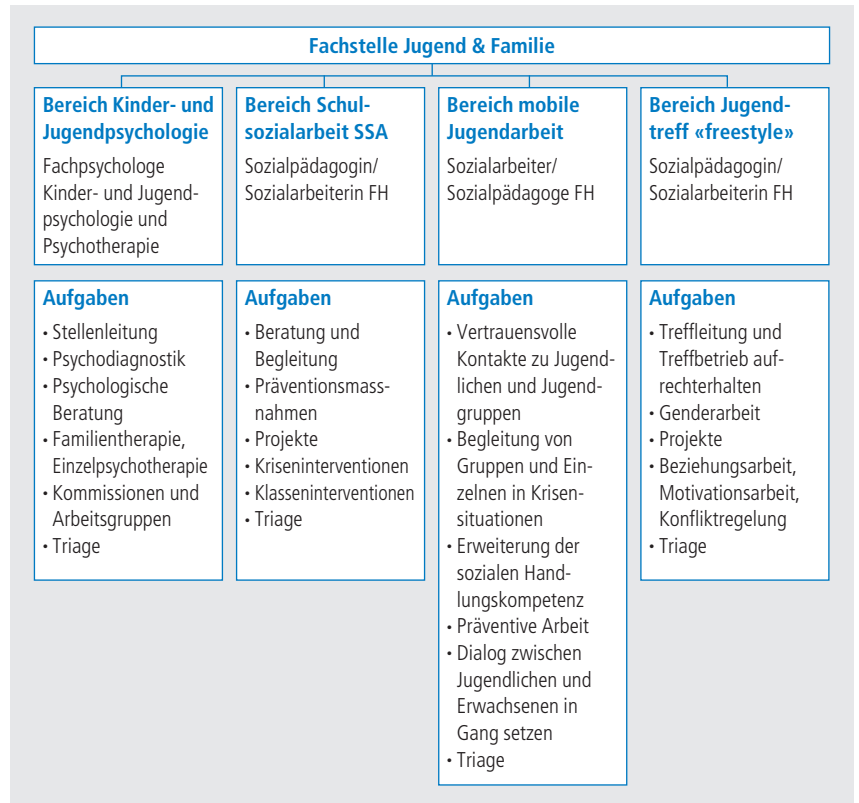 Fachstelle Jugend & Familie
Bereich Kinder- und
Jugendpsychologie
Fachpsychologe
Kinder- und Jugend-
psychologie und
Psychotherapie
Bereich Schul-
sozialarbeit SSA
Sozialpädagogin/
Sozialarbeiterin FH
Bereich mobile
Jugendarbeit
Sozialarbeiter/
Sozialpädagoge FH
Bereich Jugend-
treff «freestyle»
Sozialpädagogin/
Sozialarbeiterin FH
Aufgaben
• Stellenleitung
• Psychodiagnostik
• Psychologische
Beratung
• Familientherapie,
Einzelpsychotherapie
• Kommissionen und
Arbeitsgruppen
• Triage
Aufgaben
• Beratung und
Begleitung
• Präventionsmass-
nahmen
• Projekte
• Kriseninterventionen
• Klasseninterventionen
• Triage
Aufgaben
• Vertrauensvolle
Kontakte zu Jugend-
lichen und Jugend-
gruppen
• Begleitung von
Gruppen und Ein-
zelnen in Krisen-
situationen
• Erweiterung der
sozialen Hand-
lungskompetenz
• Präventive Arbeit
• Dialog zwischen
Jugendlichen und
Erwachsenen in
Gang setzen
• Triage
Aufgaben
• Treffleitung und
Treffbetrieb auf-
rechterhalten
• Genderarbeit
• Projekte
• Beziehungsarbeit,
Motivationsarbeit,
Konfliktregelung
• Triage